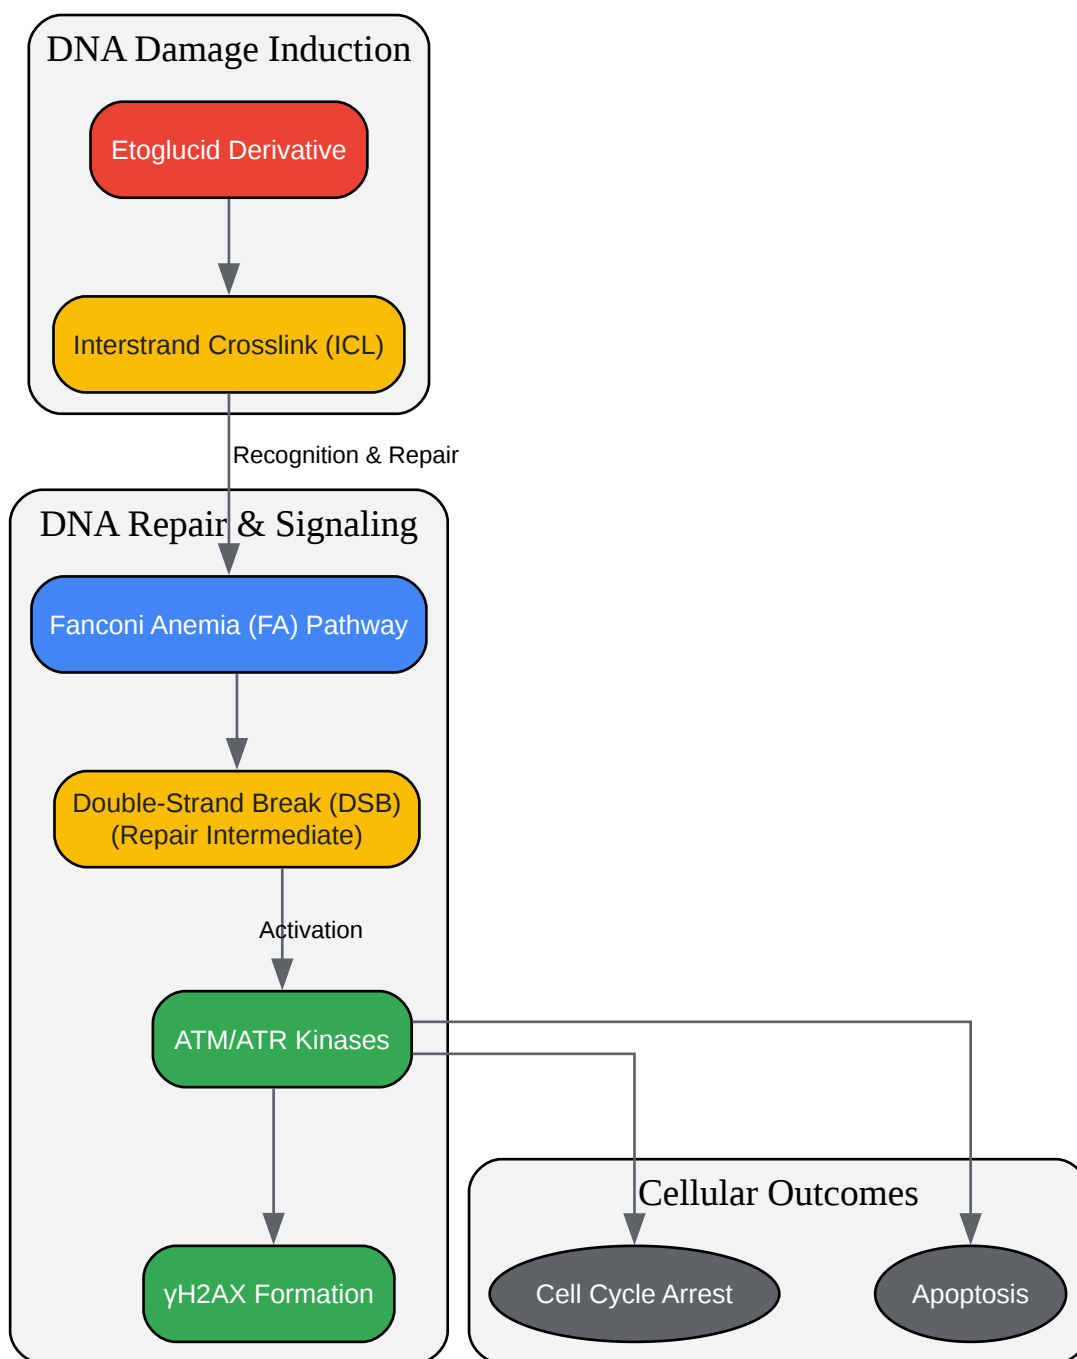 DNA Damage Induction
Etoglucid Derivative
Interstrand Crosslink (ICL)
Recognition & Repair
DNA Repair & Signaling
Fanconi Anemia (FA) Pathway
Double-Strand Break (DSB)
(Repair Intermediate)
Activation
ATM/ATR Kinases
γH2AX Formation
Cellular Outcomes
Cell Cycle Arrest
Apoptosis